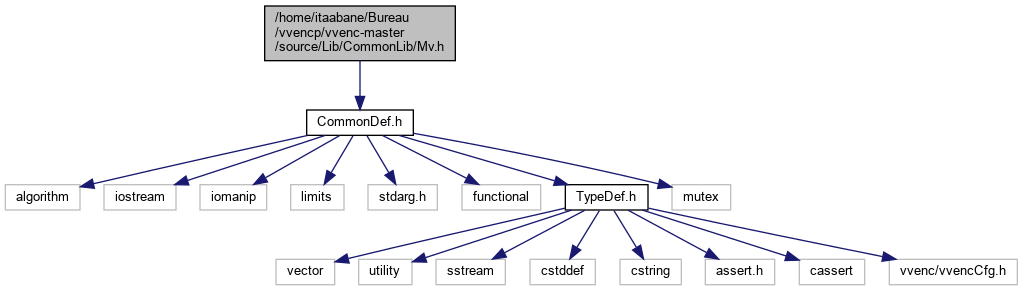 /home/itaabane/Bureau
/vvencp/vvenc-master
/source/Lib/CommonLib/Mv.h
CommonDef.h
algorithm
iostream
iomanip
limits
stdarg.h
functional
TypeDef.h
mutex
vector
utility
sstream
cstddef
cstring
assert.h
cassert
vvenc/vvencCfg.h